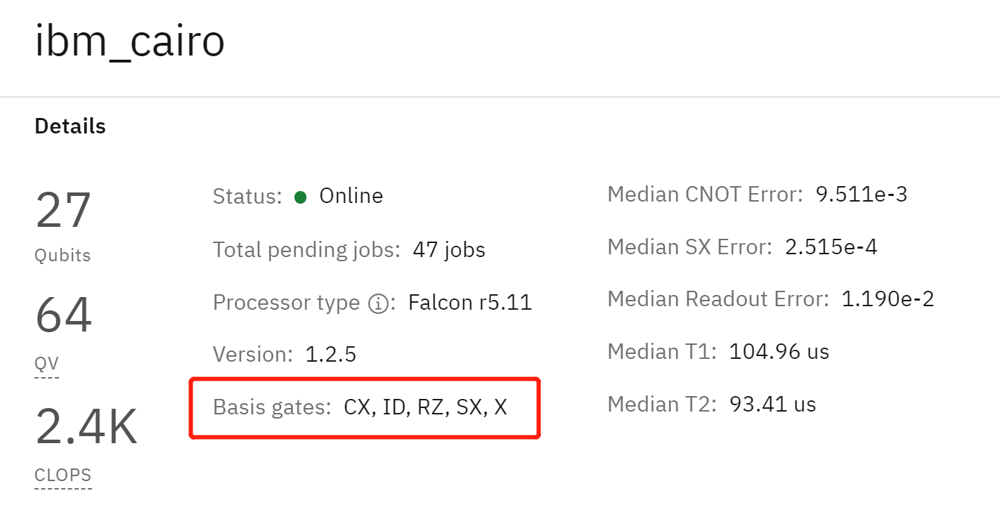 ibm_cairo
Details
27
Qubits
64
QV
2.4K
CLOPS
Status: Online
Total pending jobs: 47 jobs
Processor type ⓘ: Falcon r5.11
Version: 1.2.5
Basis gates: CX, ID, RZ, SX, X
Median CNOT Error: 9.511e-3
Median SX Error: 2.515e-4
Median Readout Error: 1.190e-2
Median T1: 104.96 us
Median T2: 93.41 us